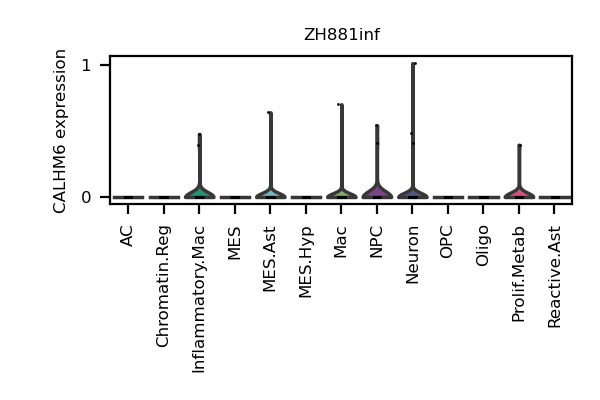 ZH881inf
CALHM6 expression
1
0
AC
Chromatin.Reg
Inflammatory.Mac
MES
MES.Ast
MES.Hyp
Mac
NPC
Neuron
OPC
Oligo
Prolif.Metab
Reactive.Ast